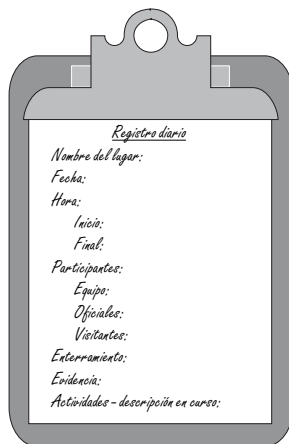 Registro diario
Nombre del lugar:
Fecha:
Hora:
Inicio:
Final:
Participantes:
Equipo:
Oficiales:
Visitantes:
Enterramiento:
Evidencia:
Actividades – descripción en curso: